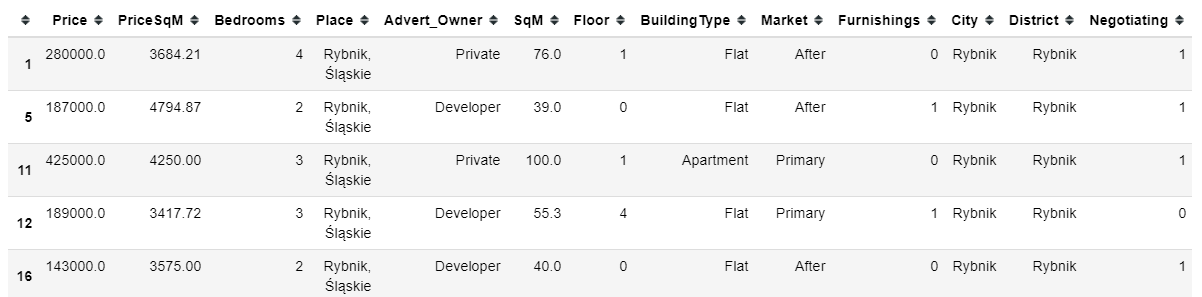 Price PriceSqM Bedrooms Place Advert_Owner SqM Floor BuildingType Market Furnishings City District Negotiating
1 280000.0 3684.21 4 Rybnik, Śląskie Private 76.0 1 Flat After 0 Rybnik Rybnik 1
5 187000.0 4794.87 2 Rybnik, Śląskie Developer 39.0 0 Flat After 1 Rybnik Rybnik 1
11 425000.0 4250.00 3 Rybnik, Śląskie Private 100.0 1 Apartment Primary 0 Rybnik Rybnik 1
12 189000.0 3417.72 3 Rybnik, Śląskie Developer 55.3 4 Flat Primary 1 Rybnik Rybnik 0
16 143000.0 3575.00 2 Rybnik, Śląskie Developer 40.0 0 Flat After 0 Rybnik Rybnik 1